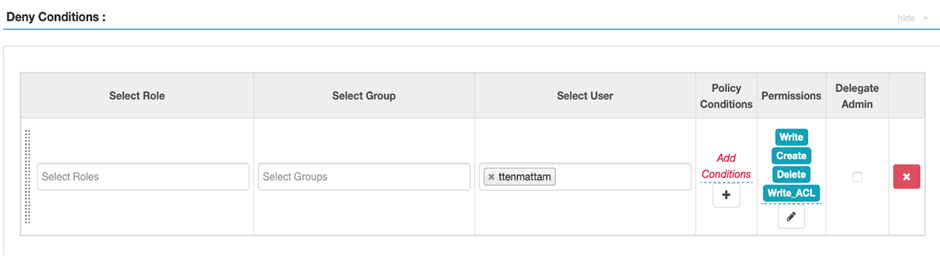 Deny Conditions :
hide
Select Role
Select Group
Select User
Policy
Conditions
Permissions
Delegate
Admin
Select Roles
Select Groups
× ttenmattam
Add
Conditions
+
Write
Create
Delete
Write_ACL
×